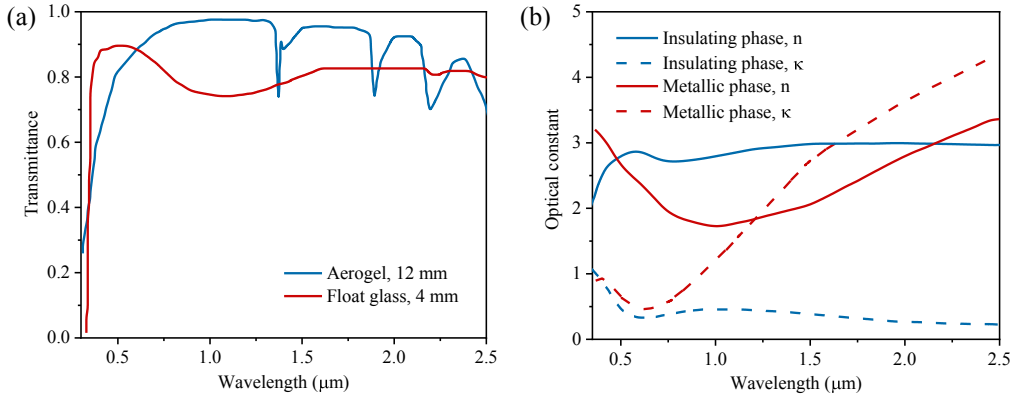 (a)
1.0
0.8
0.6
0.4
0.2
0.0
Transmittance
Aerogel, 12 mm
Float glass, 4 mm
0.5
1.0
1.5
2.0
2.5
Wavelength (μm)
(b)
5
4
3
2
1
0
Optical constant
Insulating phase, n
Insulating phase, κ
Metallic phase, n
Metallic phase, κ
0.5
1.0
1.5
2.0
2.5
Wavelength (μm)